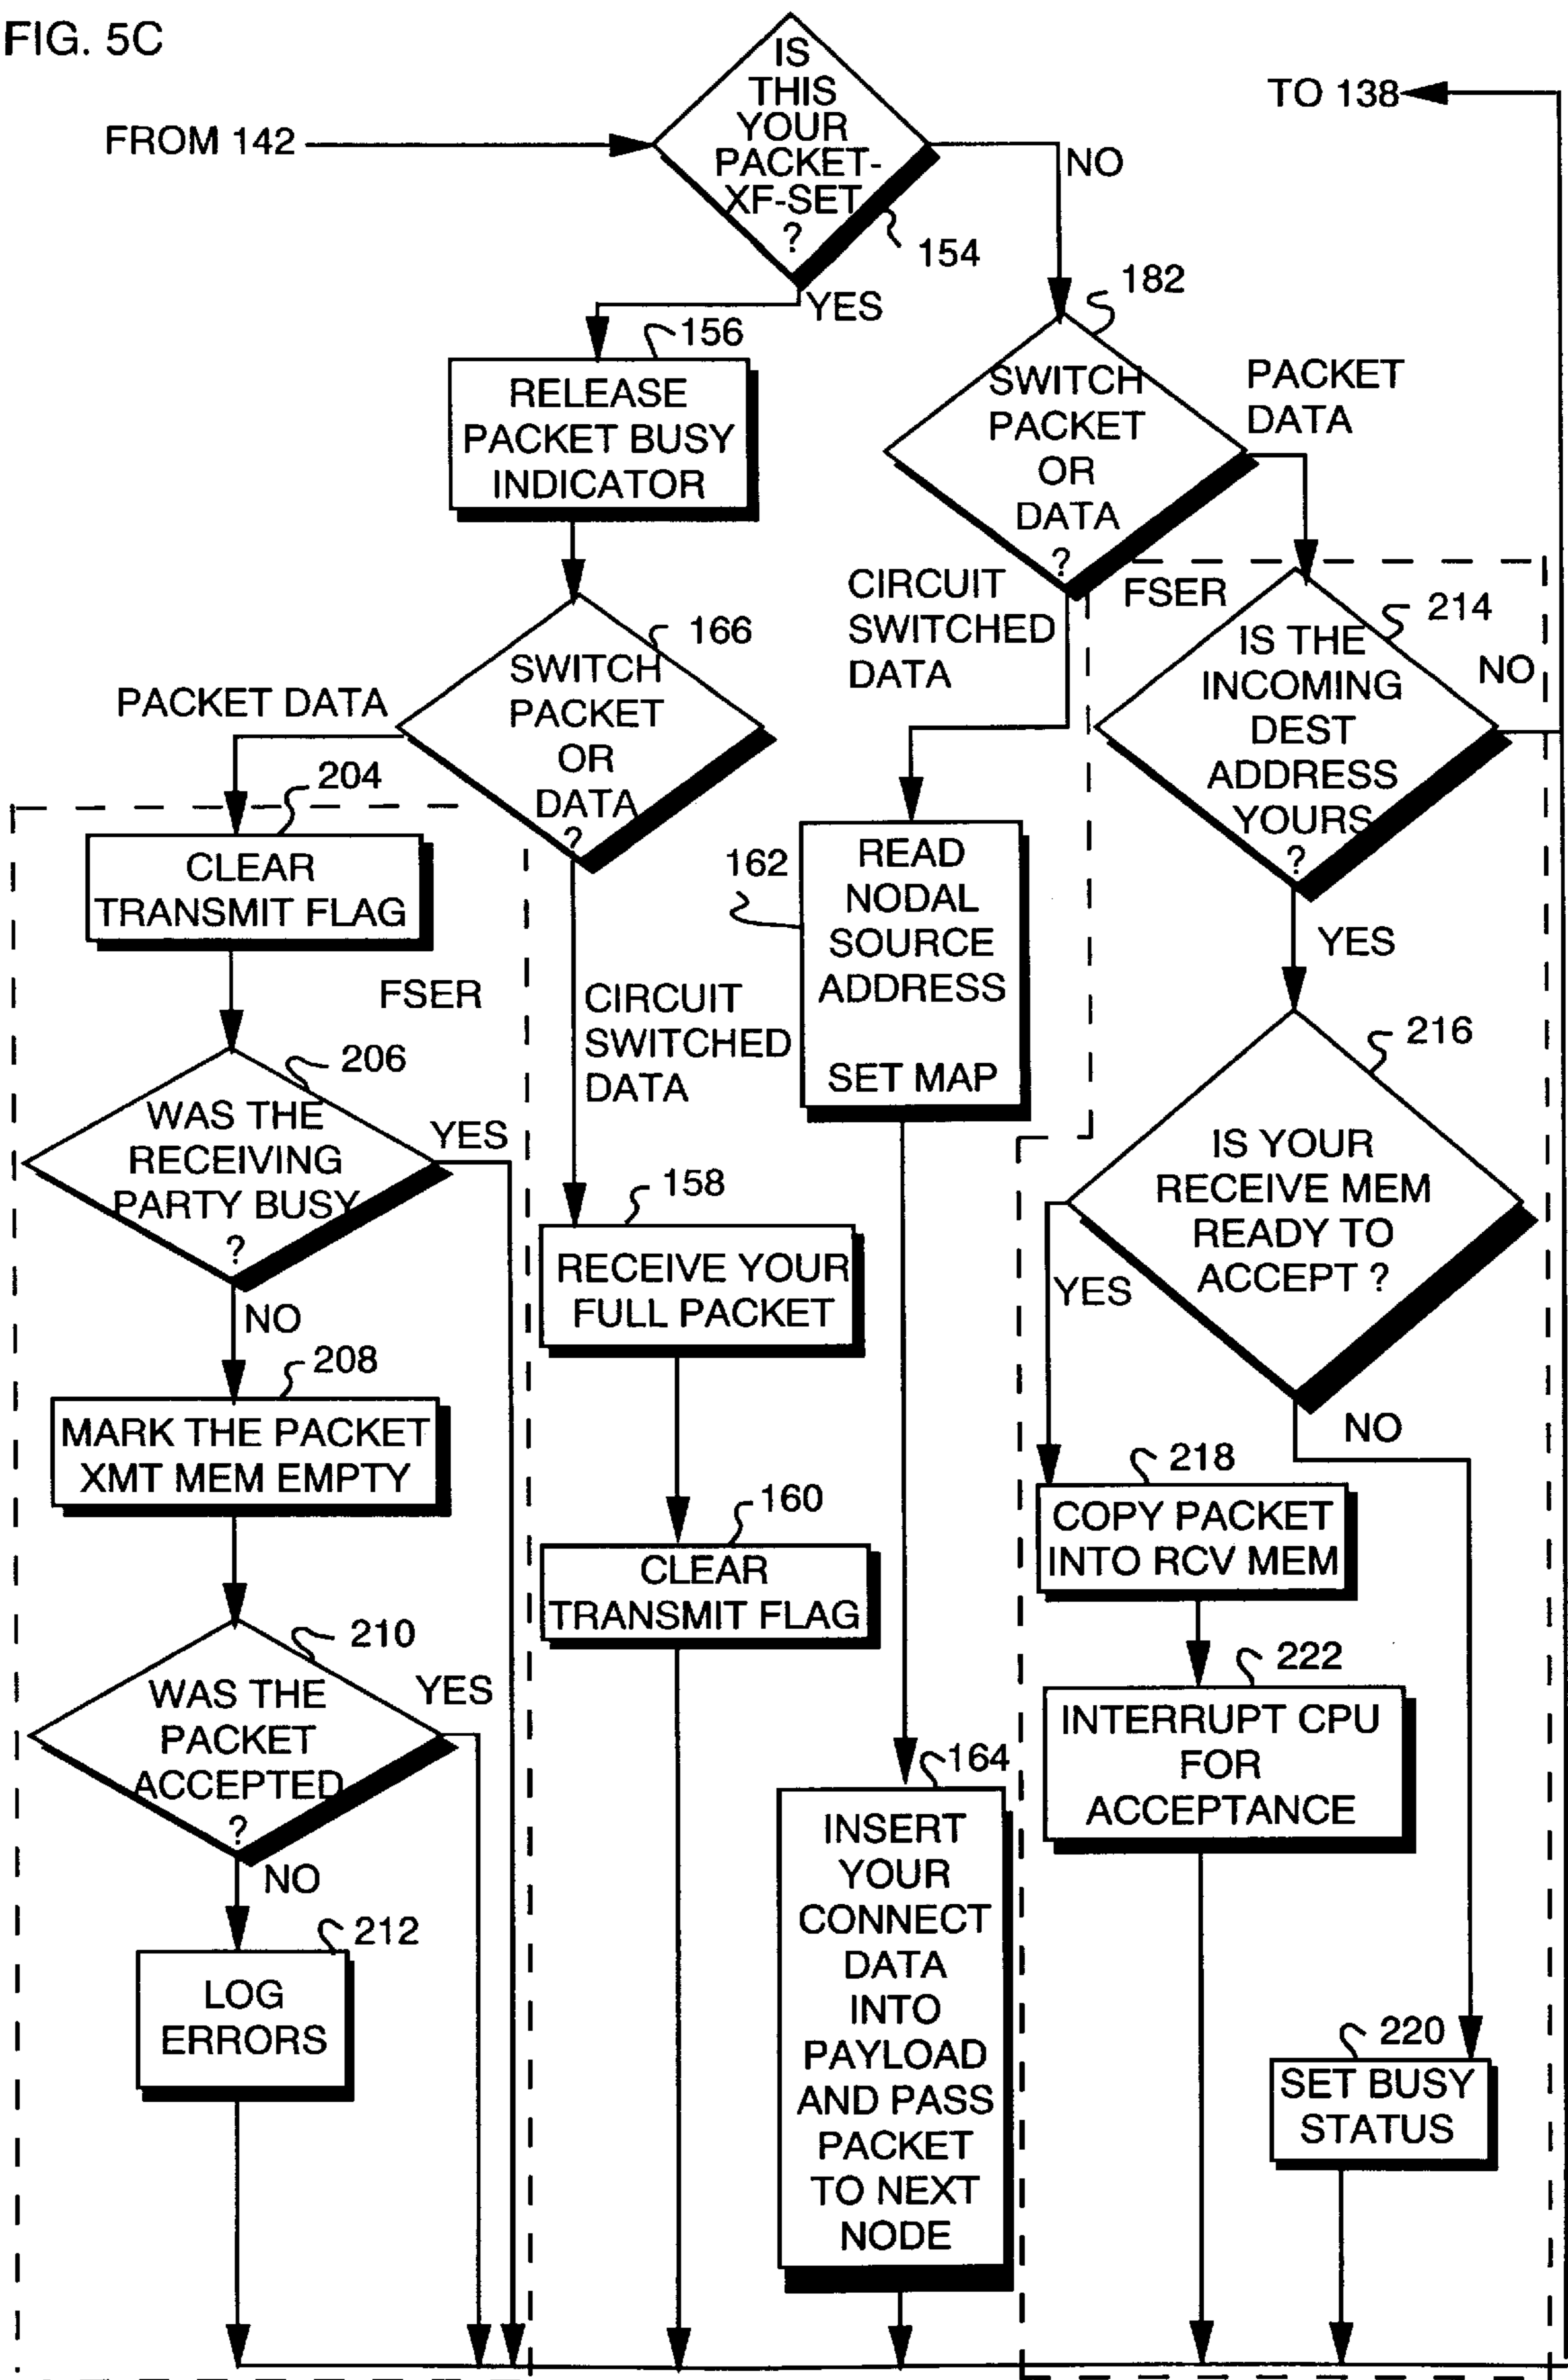 FIG. 5C
FROM 142
TO 138
IS
THIS
YOUR
PACKET-
XF-SET
?
154
NO
YES
182
156
RELEASE
PACKET BUSY
INDICATOR
SWITCH
PACKET
OR
DATA
?
PACKET
DATA
CIRCUIT
SWITCHED
DATA
FSER
214
IS THE
INCOMING
DEST
ADDRESS
YOURS
?
NO
YES
166
SWITCH
PACKET
OR
DATA
?
PACKET DATA
204
CLEAR
TRANSMIT FLAG
FSER
CIRCUIT
SWITCHED
DATA
162
READ
NODAL
SOURCE
ADDRESS
SET MAP
206
WAS THE
RECEIVING
PARTY BUSY
?
YES
NO
216
IS YOUR
RECEIVE MEM
READY TO
ACCEPT ?
YES
NO
158
RECEIVE YOUR
FULL PACKET
208
MARK THE PACKET
XMT MEM EMPTY
218
COPY PACKET
INTO RCV MEM
160
CLEAR
TRANSMIT FLAG
210
WAS THE
PACKET
ACCEPTED
?
YES
NO
222
INTERRUPT CPU
FOR
ACCEPTANCE
164
INSERT
YOUR
CONNECT
DATA
INTO
PAYLOAD
AND PASS
PACKET
TO NEXT
NODE
212
LOG
ERRORS
220
SET BUSY
STATUS